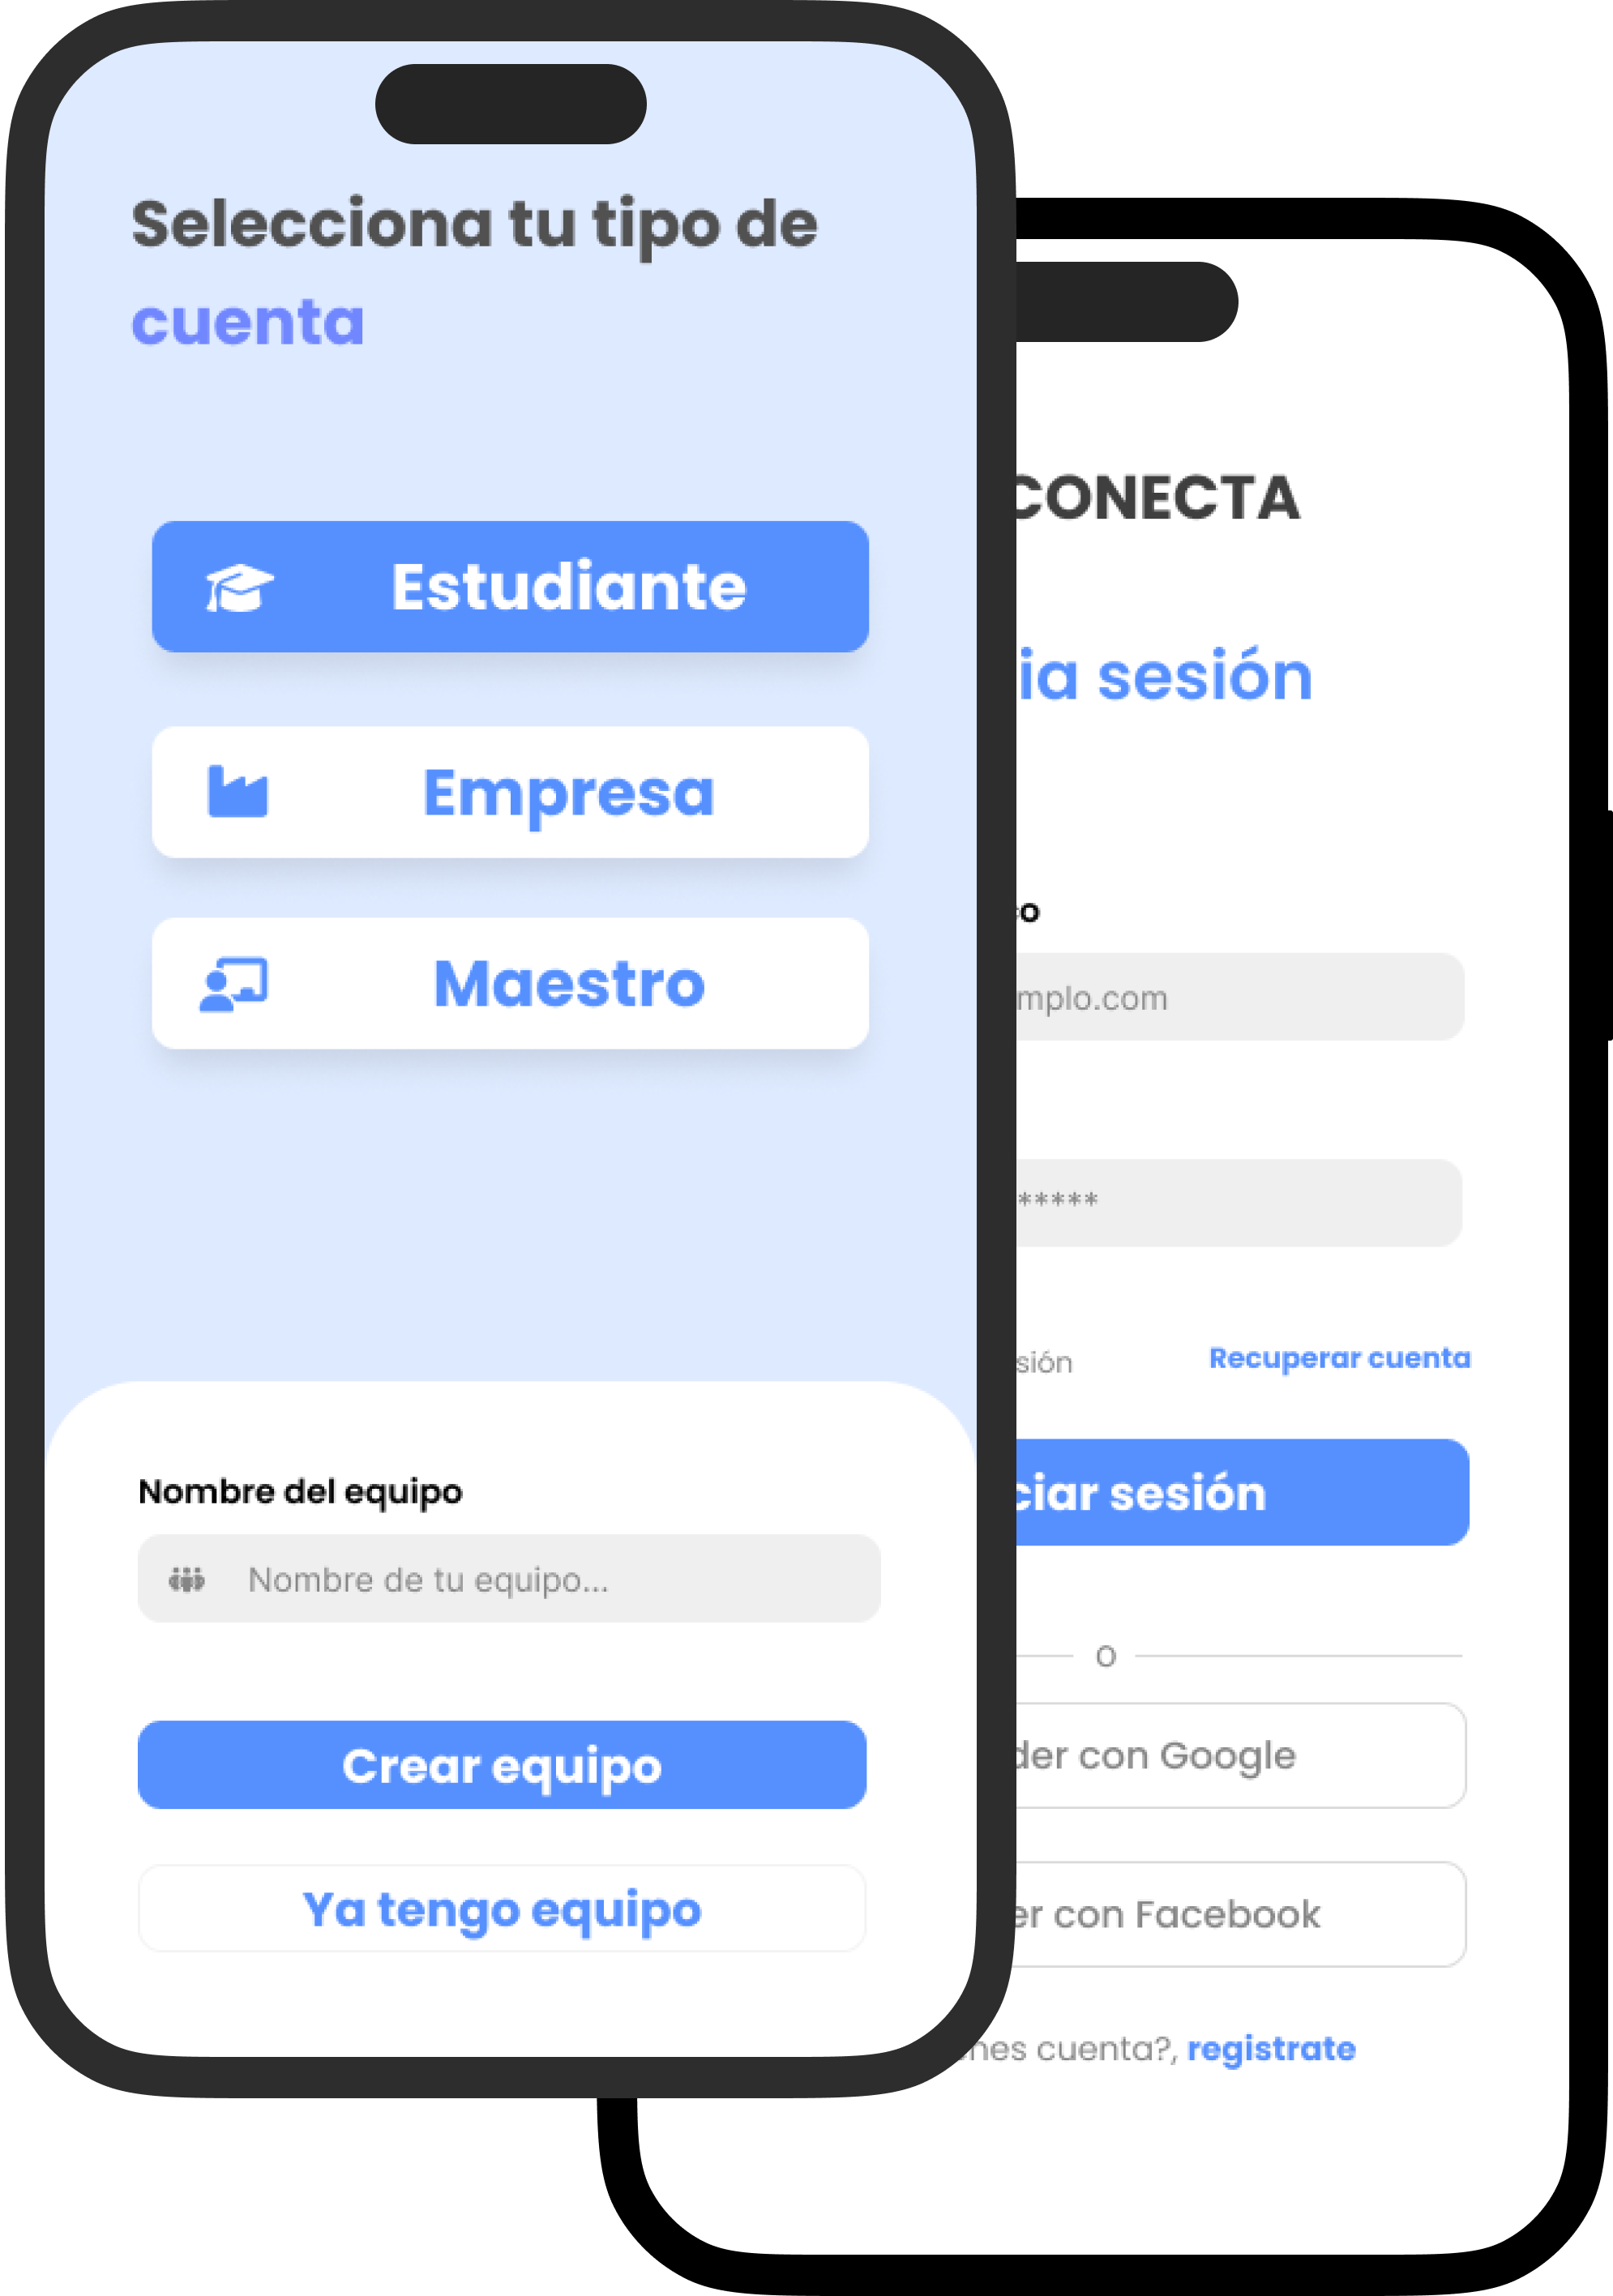 Selecciona tu tipo de
cuenta
Estudiante
Empresa
Maestro
Nombre del equipo
Nombre de tu equipo...
Crear equipo
Ya tengo equipo
CONECTA
ia sesión
o
mplo.com
*****
sión
Recuperar cuenta
ciar sesión
O
der con Google
er con Facebook
nes cuenta?, registrate